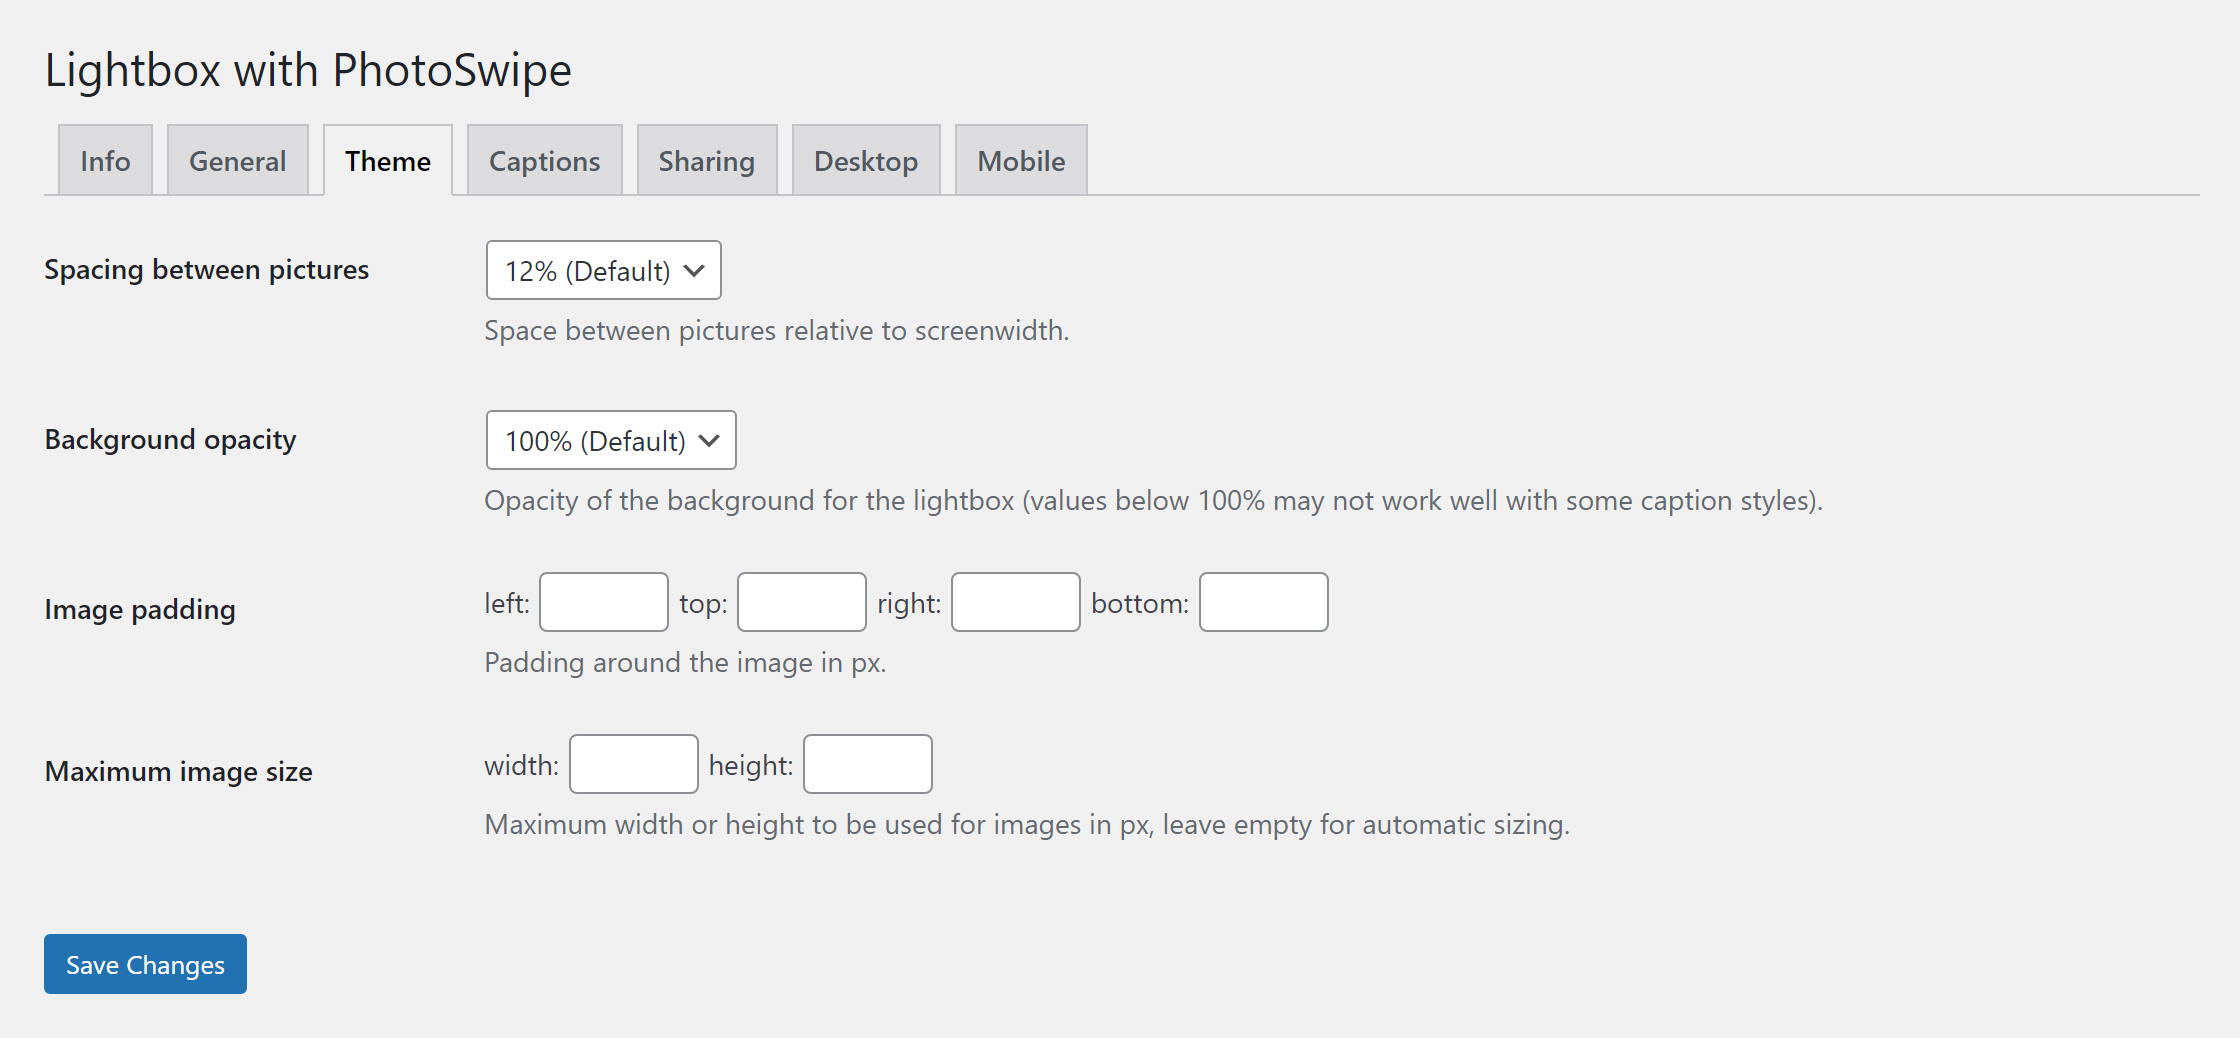 Lightbox with PhotoSwipe
Info General Theme Captions Sharing Desktop Mobile
Spacing between pictures 12% (Default)
Space between pictures relative to screenwidth.
Background opacity 100% (Default)
Opacity of the background for the lightbox (values below 100% may not work well with some caption styles).
Image padding left: top: right: bottom:
Padding around the image in px.
Maximum image size width: height:
Maximum width or height to be used for images in px, leave empty for automatic sizing.
Save Changes